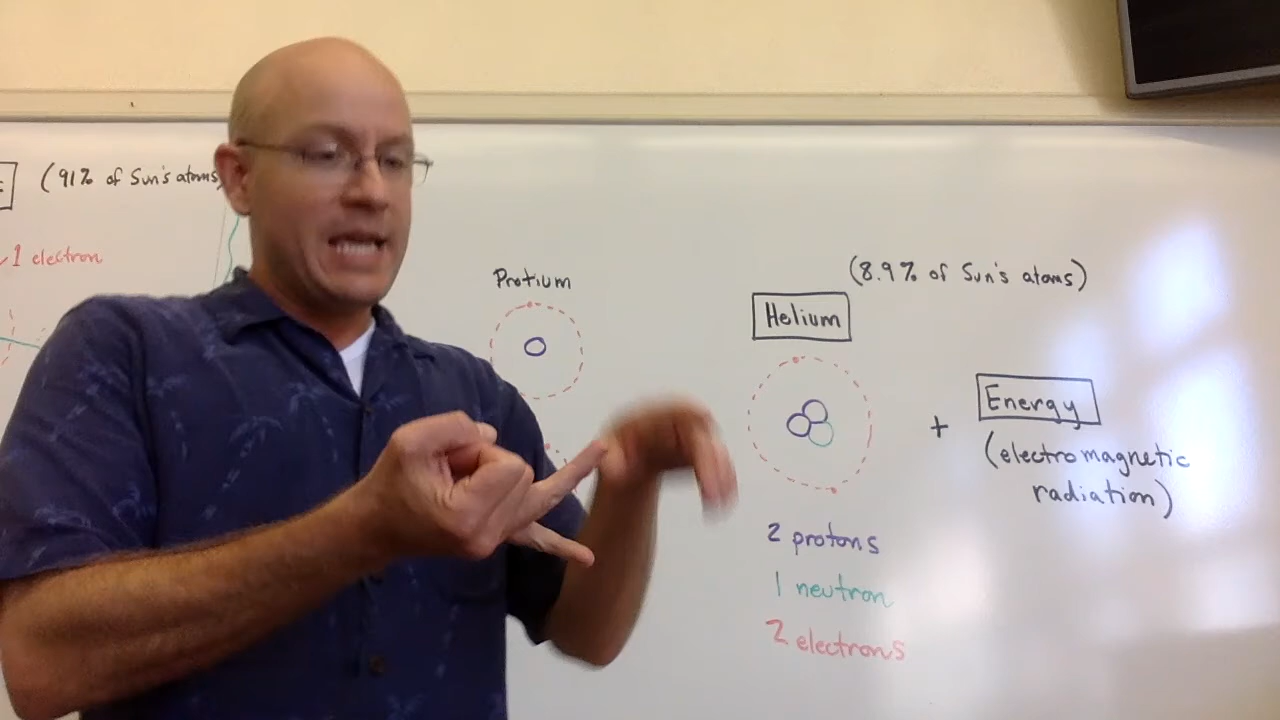 (91% of Sun's atoms
1 electron
Protium
(8.9% of Sun's atoms)
Helium
+
Energy
(electromagnetic
radiation)
2 protons
1 neutron
2 electrons